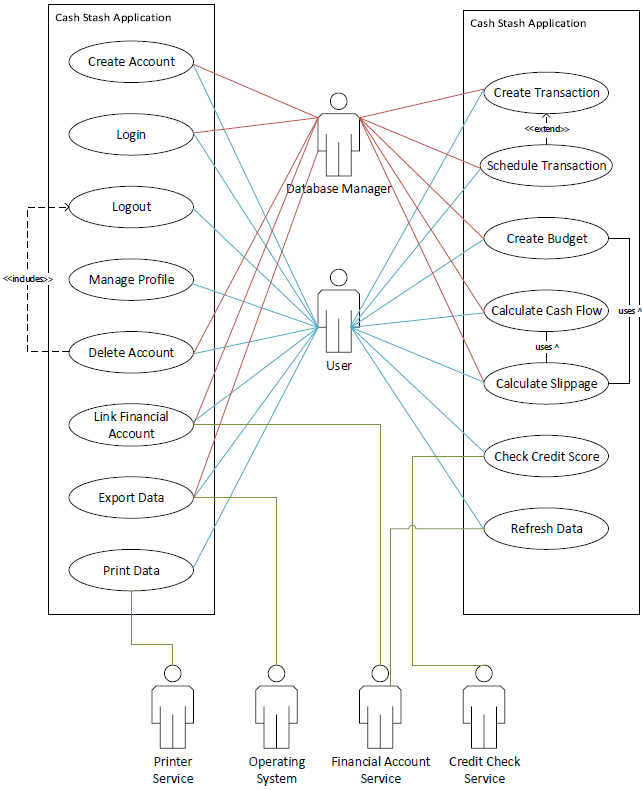 Cash Stash Application
Create Account
Login
Logout
<<includes>>
Manage Profile
Delete Account
Link Financial
Account
Export Data
Print Data
Database Manager
User
Cash Stash Application
Create Transaction
<<extend>>
Schedule Transaction
Create Budget
uses ^
Calculate Cash Flow
uses ^
Calculate Slippage
Check Credit Score
Refresh Data
Printer
Service
Operating
System
Financial Account
Service
Credit Check
Service